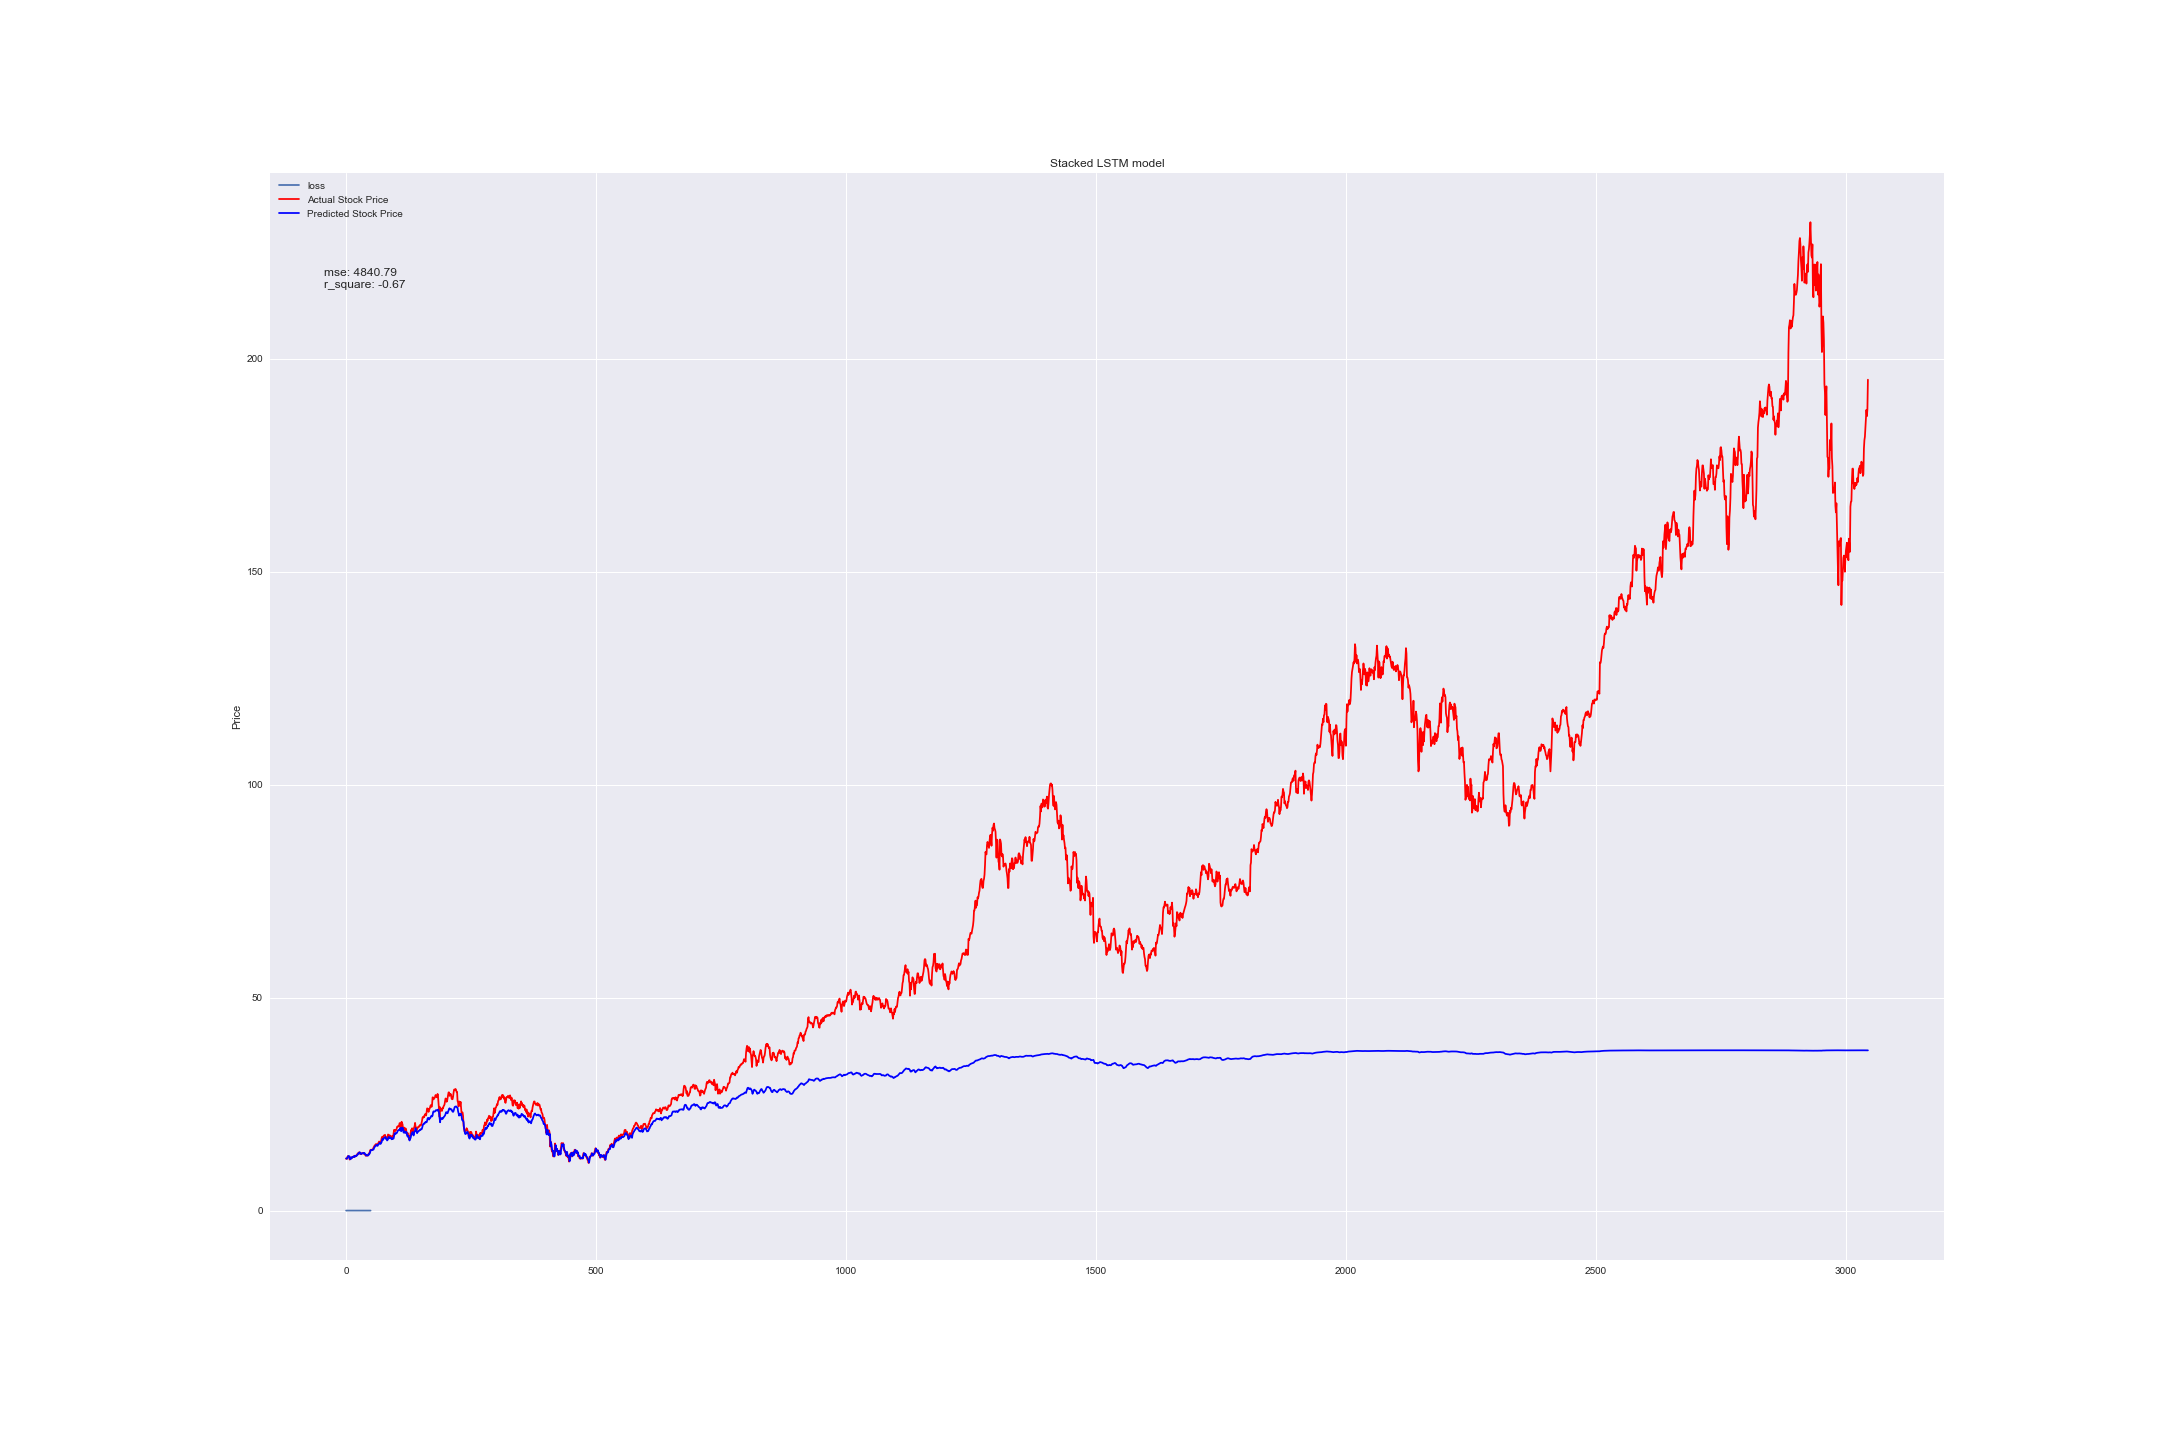 Stacked LSTM model
loss
Actual Stock Price
Predicted Stock Price
mse: 4840.79
r_square: -0.67
200
150
100
50
0
Price
0 500 1000 1500 2000 2500 3000